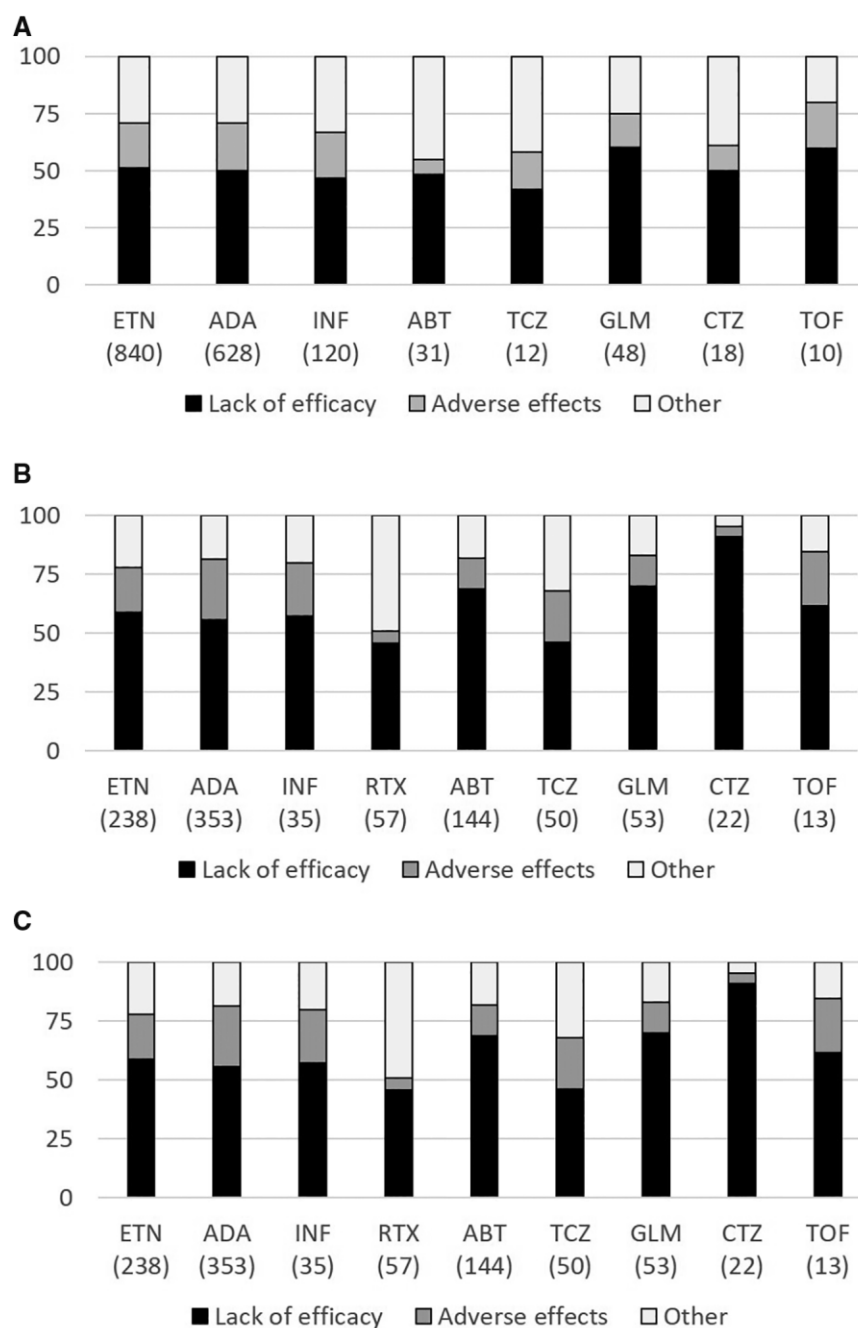 A
100
75
50
25
0
ETN ADA INF ABT TCZ GLM CTZ TOF
(840) (628) (120) (31) (12) (48) (18) (10)
Lack of efficacy Adverse effects Other
B
100
75
50
25
0
ETN ADA INF RTX ABT TCZ GLM CTZ TOF
(238) (353) (35) (57) (144) (50) (53) (22) (13)
Lack of efficacy Adverse effects Other
C
100
75
50
25
0
ETN ADA INF RTX ABT TCZ GLM CTZ TOF
(238) (353) (35) (57) (144) (50) (53) (22) (13)
Lack of efficacy Adverse effects Other